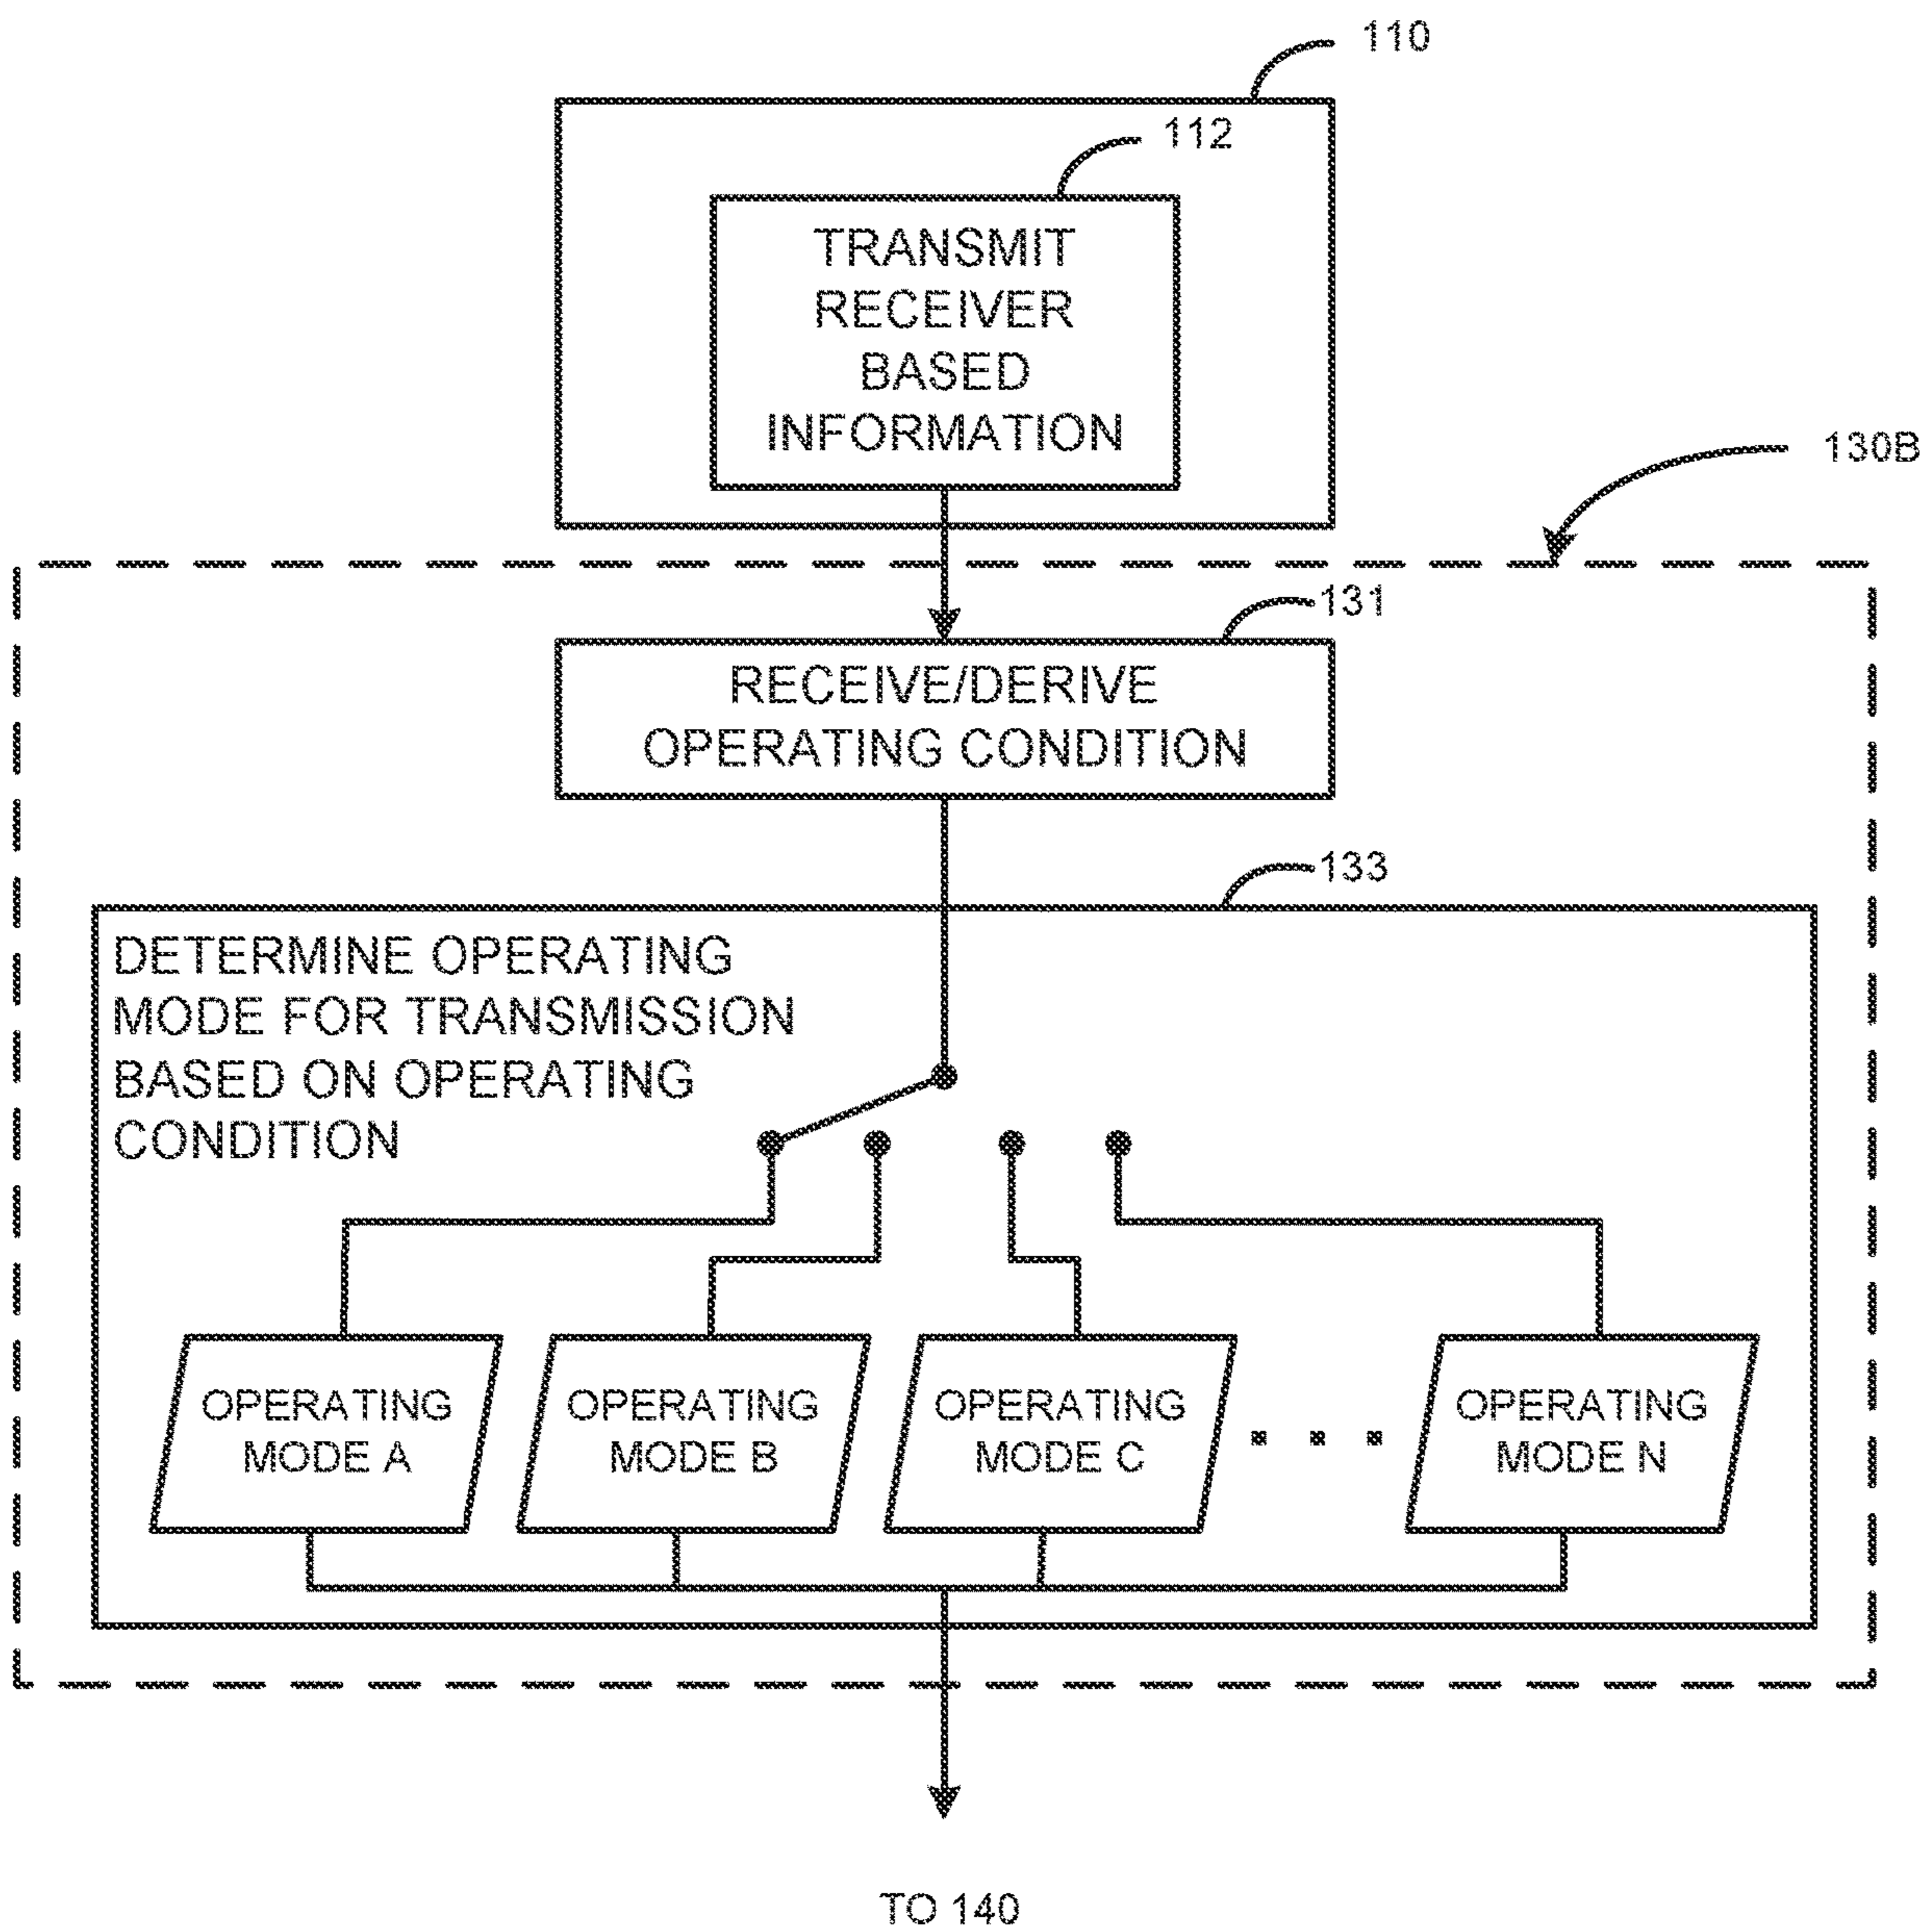 110
112
TRANSMIT
RECEIVER
BASED
INFORMATION
130B
131
RECEIVE/DERIVE
OPERATING CONDITION
133
DETERMINE OPERATING
MODE FOR TRANSMISSION
BASED ON OPERATING
CONDITION
OPERATING
MODE A
OPERATING
MODE B
OPERATING
MODE C
OPERATING
MODE N
TO 140